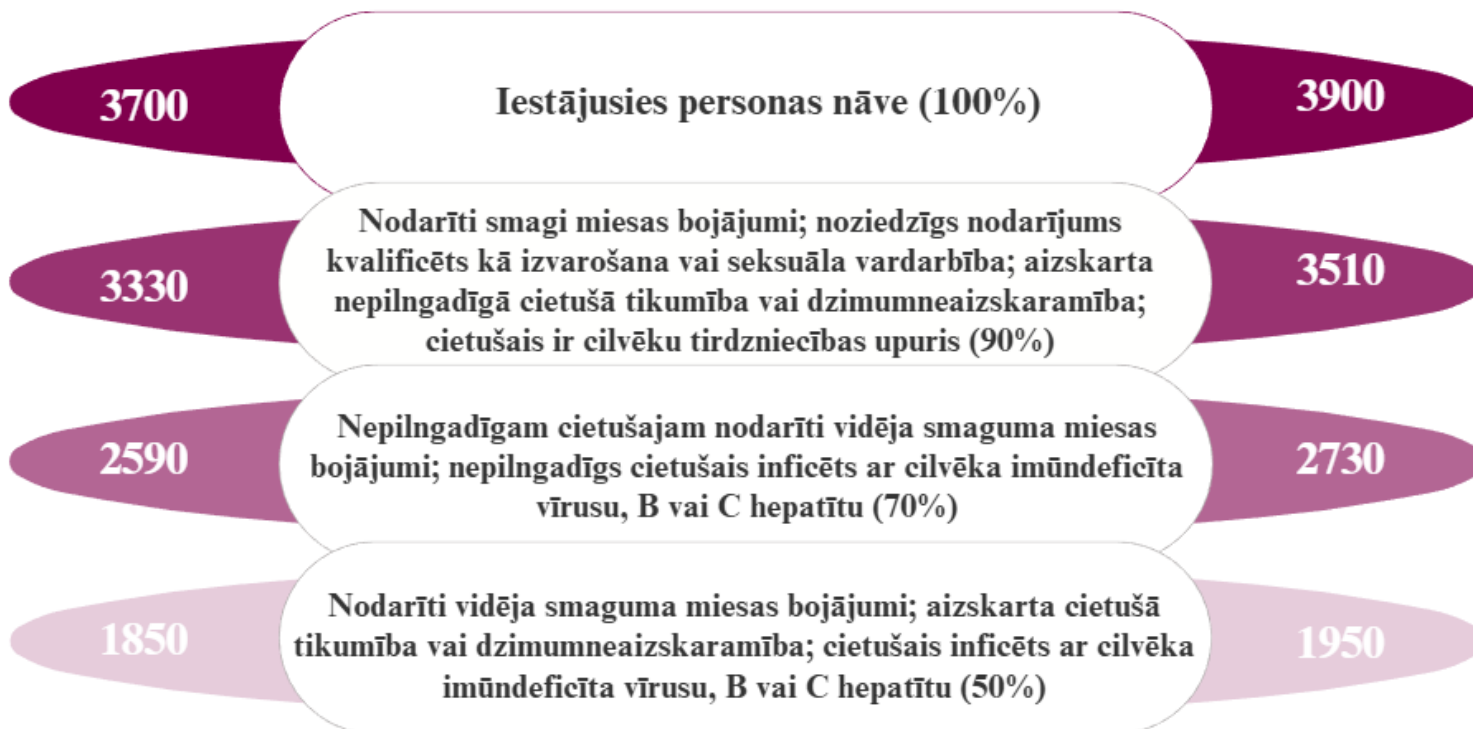 3700
Iestājusies personas nāve (100%)
3900
3330
Nodarīti smagi miesas bojājumi; noziedzīgs nodarījums
kvalificēts kā izvarošana vai seksuāla vardarbība; aizskarta
nepilngadīgā cietušā tikumība vai dzimumneaizskaramība;
cietušais ir cilvēku tirdzniecības upuris (90%)
3510
2590
Nepilngadīgam cietušajam nodarīti vidēja smaguma miesas
bojājumi; nepilngadīgs cietušais inficēts ar cilvēka imūndeficīta
vīrusu, B vai C hepatītu (70%)
2730
1850
Nodarīti vidēja smaguma miesas bojājumi; aizskarta cietušā
tikumība vai dzimumneaizskaramība; cietušais inficēts ar cilvēka
imūndeficīta vīrusu, B vai C hepatītu (50%)
1950